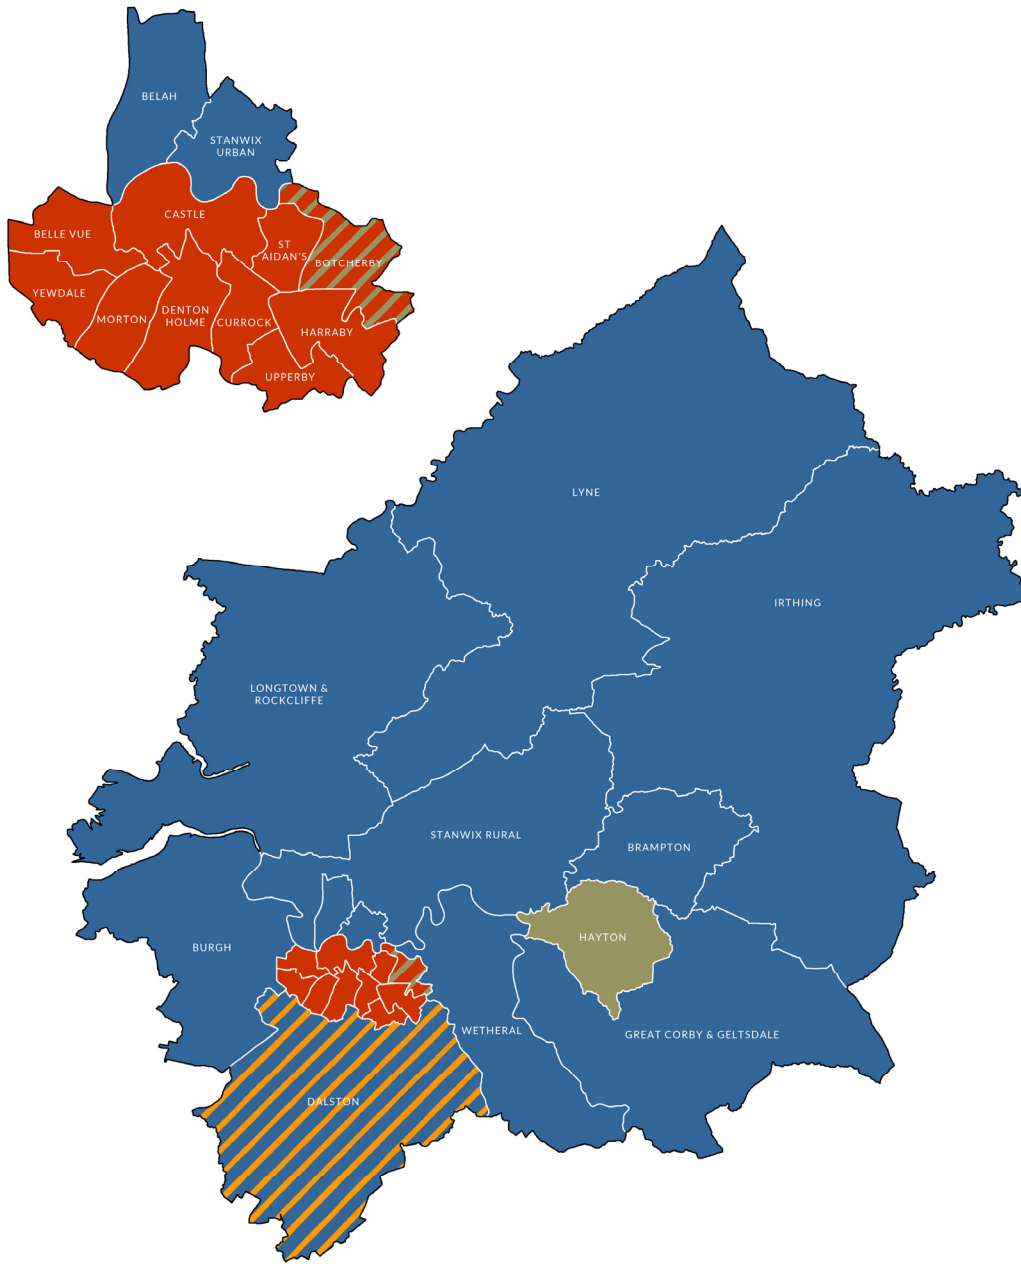 BELAH
STANWIX
URBAN
CASTLE
BELLE VUE
ST
AIDAN'S
BOTCHERBY
YEWDALE
MORTON
DENTON
HOLME
CURROCK
HARRABY
UPPERBY
LYNE
IRTHING
LONGTOWN &
ROCKCLIFFE
STANWIX RURAL
BRAMPTON
HAYTON
BURGH
WETHERAL
GREAT CORBY & GELTSDALE
DALSTON